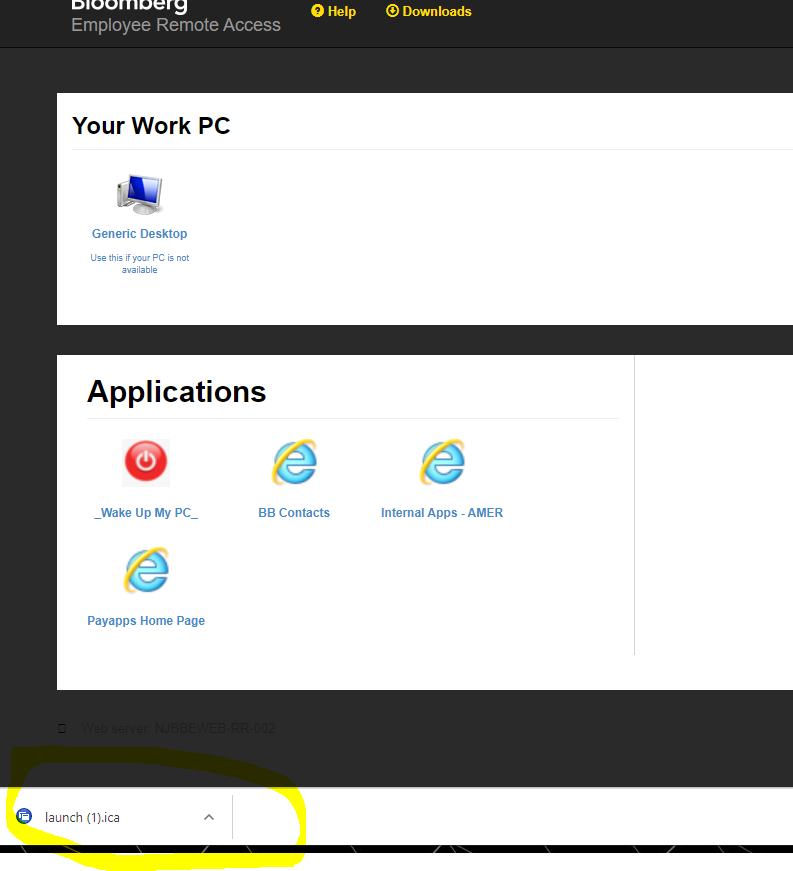 Bloomberg
Employee Remote Access
Help
Downloads
Your Work PC
Generic Desktop
Use this if your PC is not
available
Applications
_Wake Up My PC_
BB Contacts
Internal Apps - AMER
Payapps Home Page
Web server: NJBBEWEB-RR-002
launch (1).ica